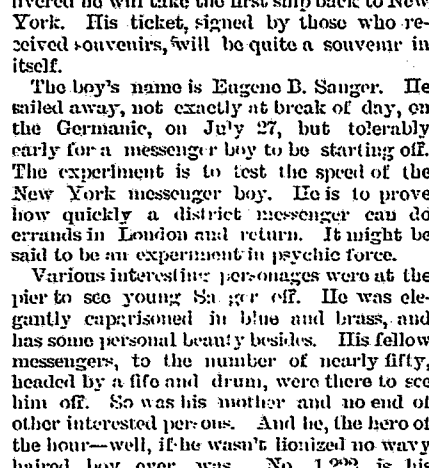 livered he will take the first ship back to New
York. His ticket, signed by those who re-
ceived souvenirs, will be quite a souvenir in
itself.
The boy's name is Eugene B. Sanger. He
sailed away, not exactly at break of day, on
the Germanic, on July 27, but tolerably
early for a messenger boy to be starting off.
The experiment is to test the speed of the
New York messenger boy. He is to prove
how quickly a district messenger can do
errands in London and return. It might be
said to be an experiment in psychic force.
Various interesting personages were at the
pier to see young Sa ger off. He was ele-
gantly caparisoned in blue and brass, and
has some personal beauty besides. His fellow
messengers, to the number of nearly fifty,
headed by a fife and drum, were there to see
him off. So was his mother and no end of
other interested persons. And he, the hero of
the hour—well, if he wasn't lionized no wavy
haired boy ever was. No. 1,222 is his